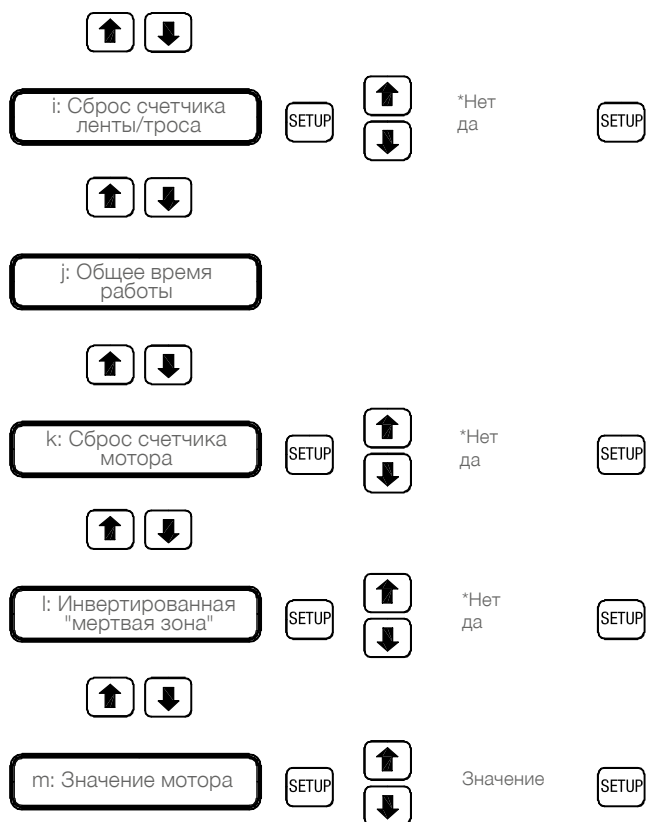 i: Сброс счетчика
ленты/троса
SETUP
*Нет
да
SETUP
j: Общее время
работы
k: Сброс счетчика
мотора
SETUP
*Нет
да
SETUP
l: Инвертированная
"мертвая зона"
SETUP
*Нет
да
SETUP
m: Значение мотора
SETUP
Значение
SETUP